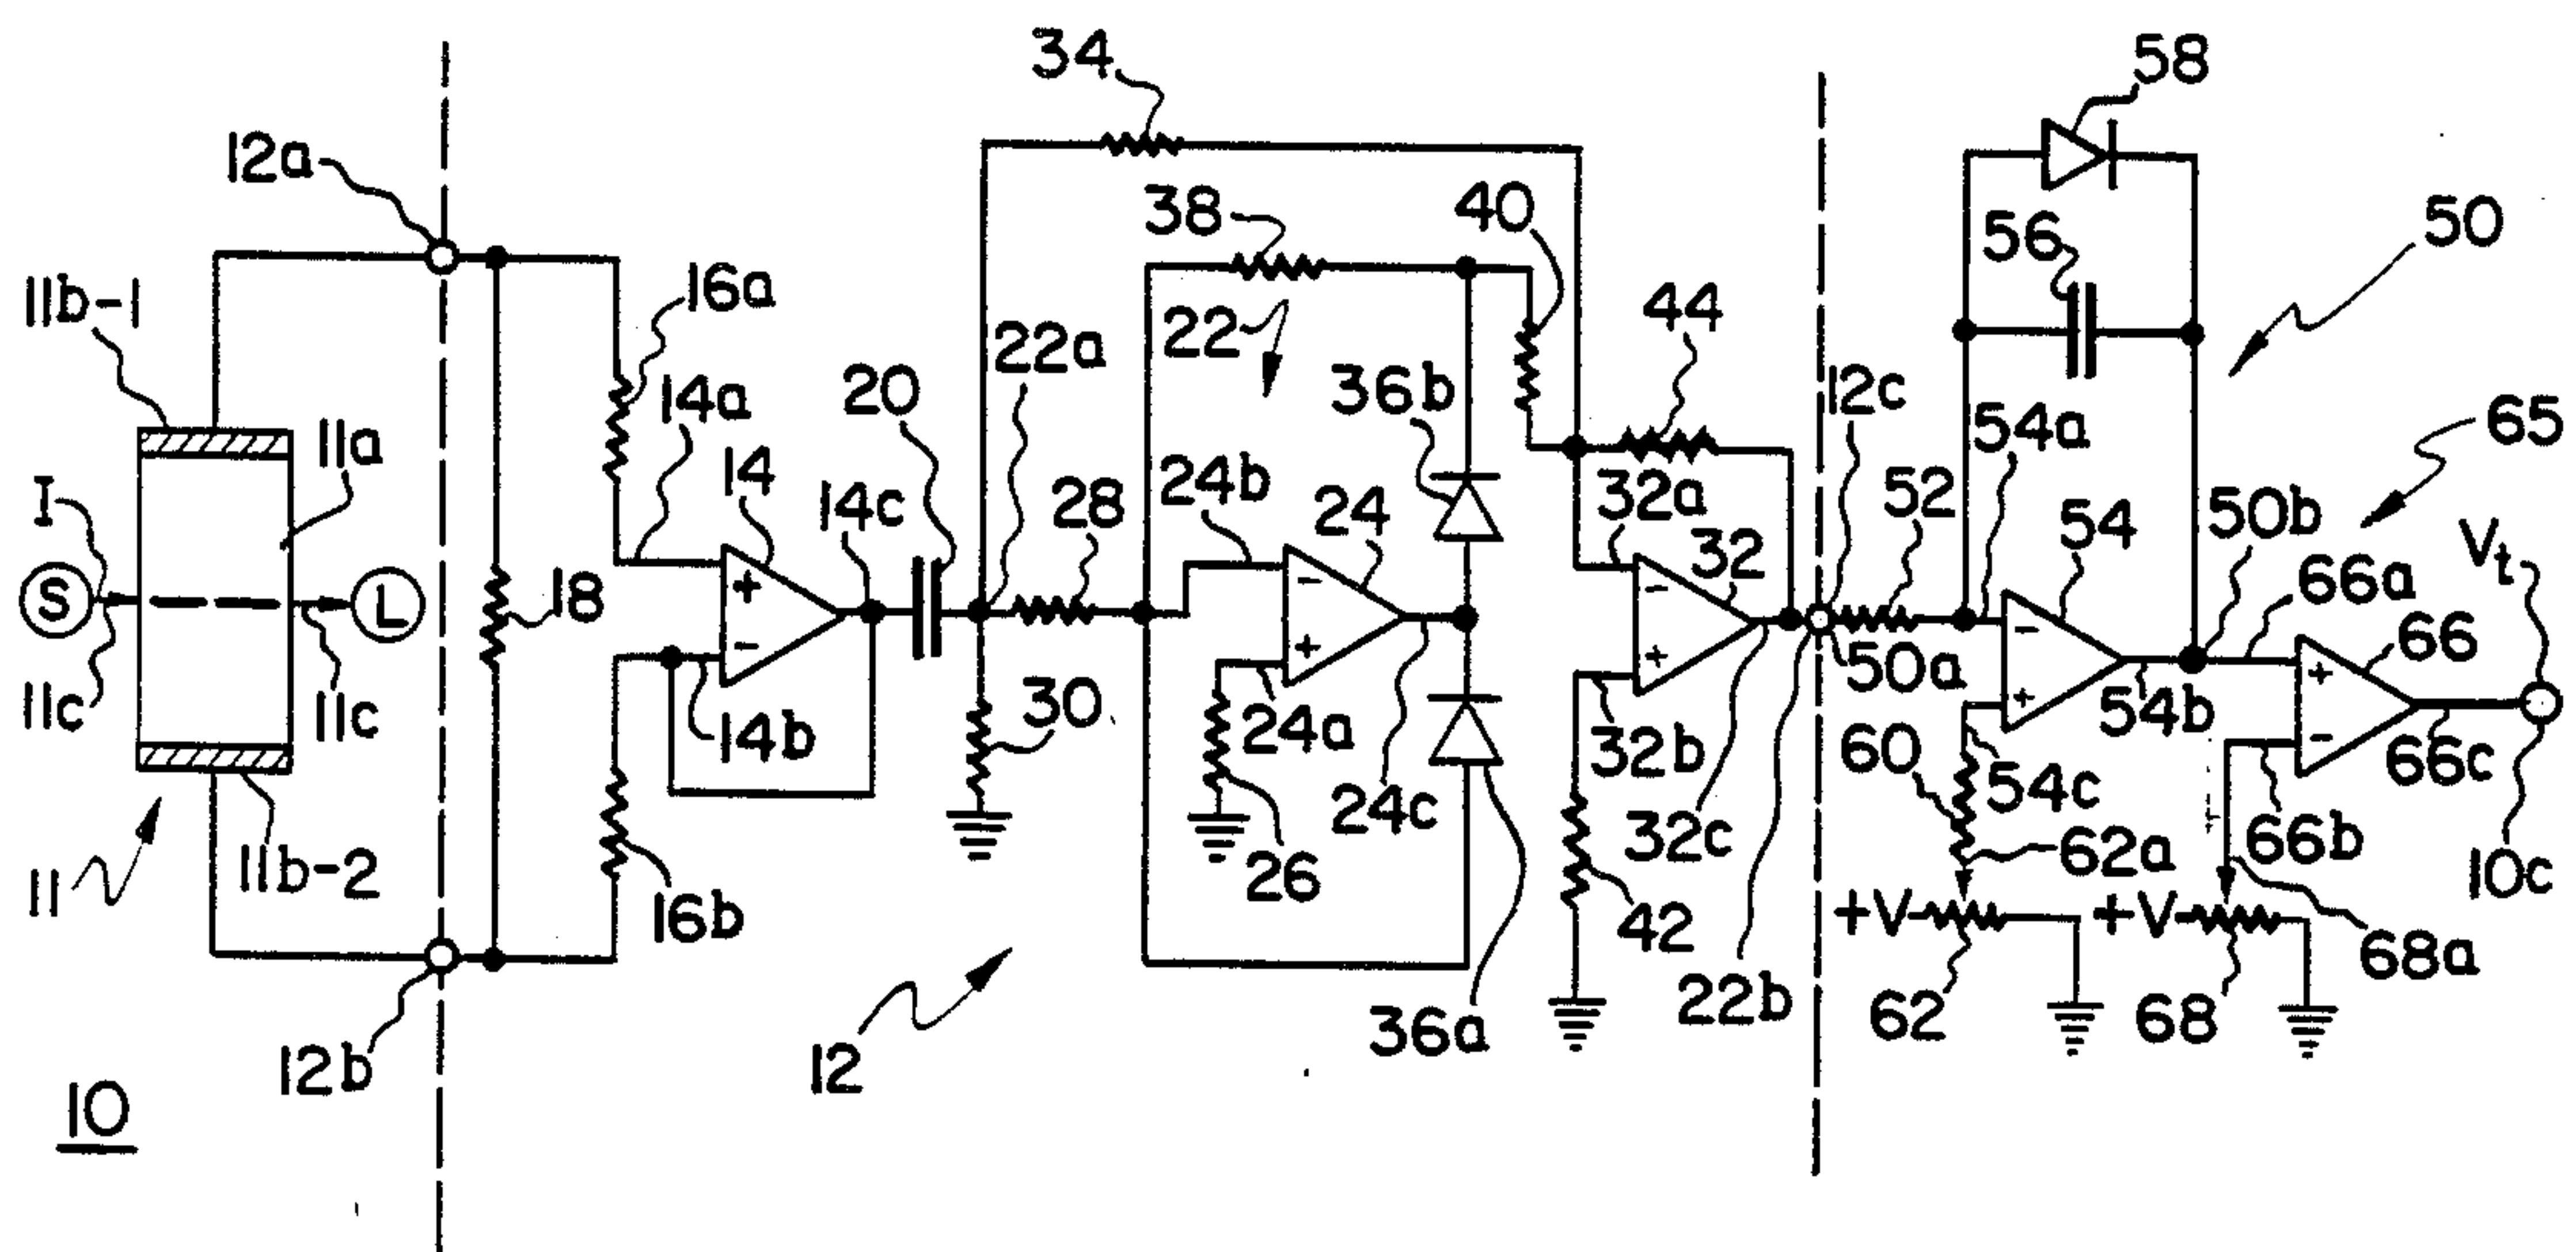 34
58
12a
38
40
50
56
11b-1
16a
22
44
22a
14a
20
36b
12c
11a
14
54a
65
I
14c
28
24b
24
32a
52
54
50b
V_t
S
L
18
+
-
-
+
32
-
+
-
+
66a
66
+
-
11c
11c
14b
30
24a
24c
32b
32c
50a
54b
60
54c
66c
66b
11
11b-2
16b
26
42
62a
10c
+V
+V
12
36a
22b
62
68
68a
12b
10